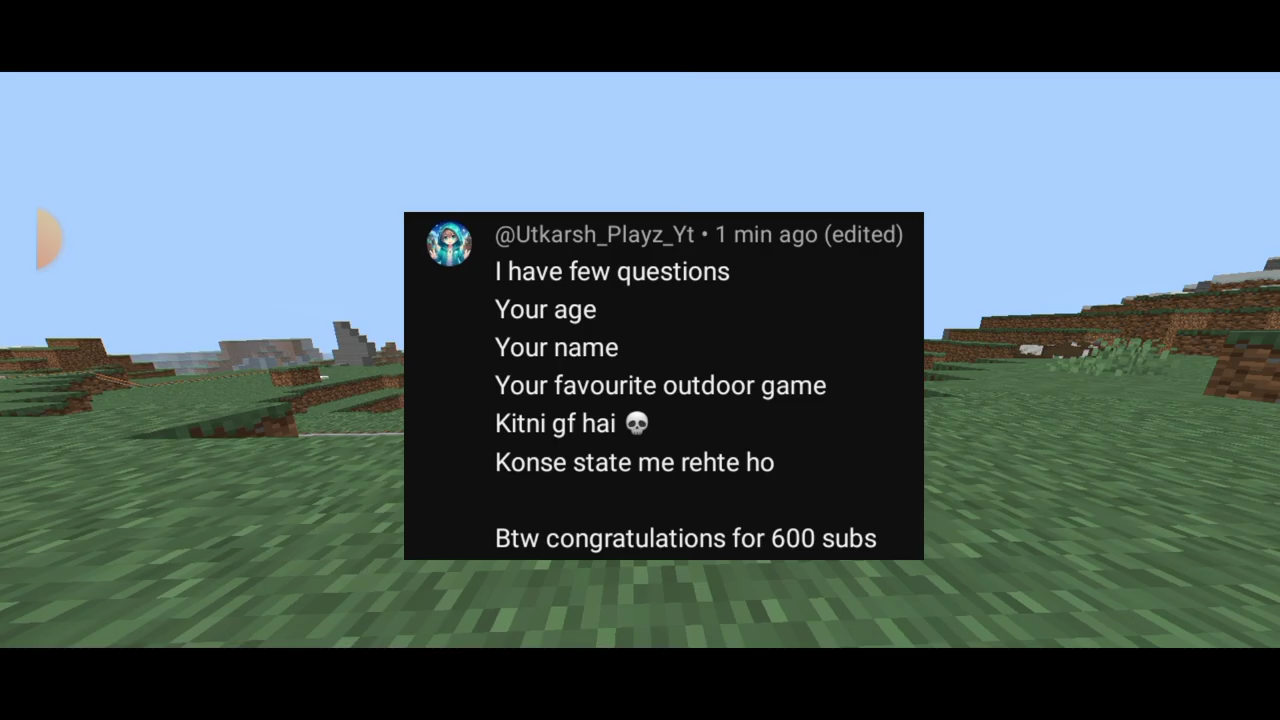 @Utkarsh_Playz_Yt • 1 min ago (edited)
I have few questions
Your age
Your name
Your favourite outdoor game
Kitni gf hai 💀
Konse state me rehte ho
Btw congratulations for 600 subs